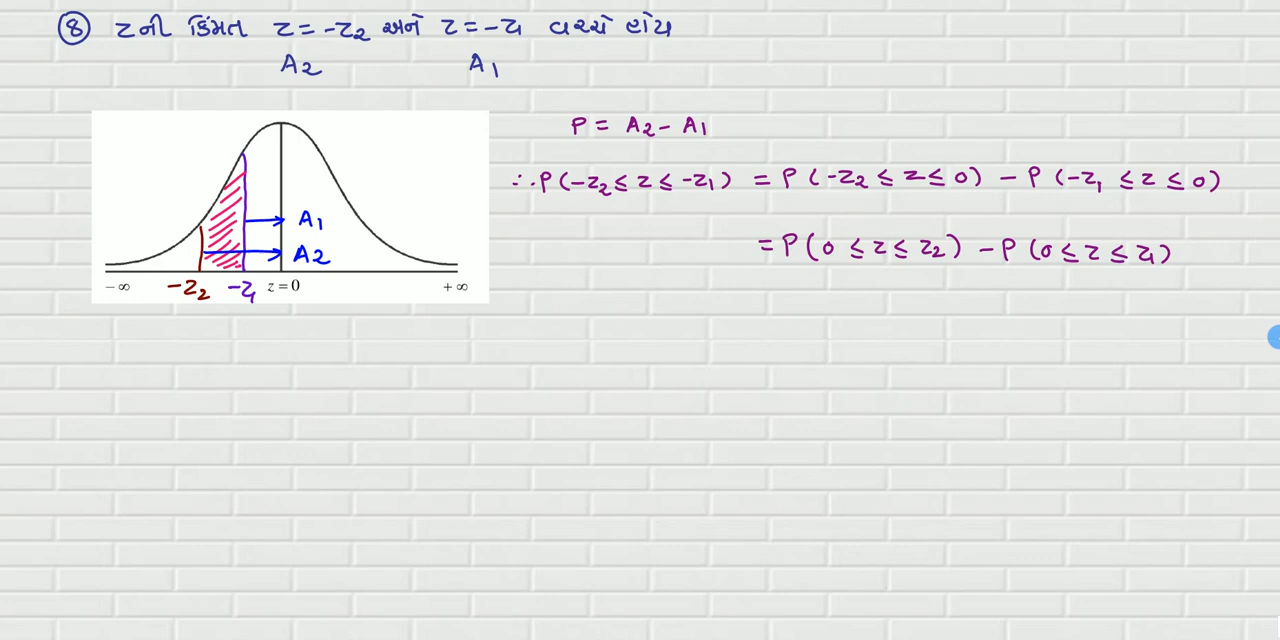 ⑧ Z ની કિંમત Z = -Z₂ અને Z = -Z₁ વચ્ચે હોય
A₂ A₁
P = A₂ - A₁
∴ P(-Z₂ ≤ Z ≤ -Z₁) = P(-Z₂ ≤ Z ≤ 0) - P(-Z₁ ≤ Z ≤ 0)
= P(0 ≤ Z ≤ Z₂) - P(0 ≤ Z ≤ Z₁)
A₁
A₂
-∞ -Z₂ -Z₁ z = 0 +∞